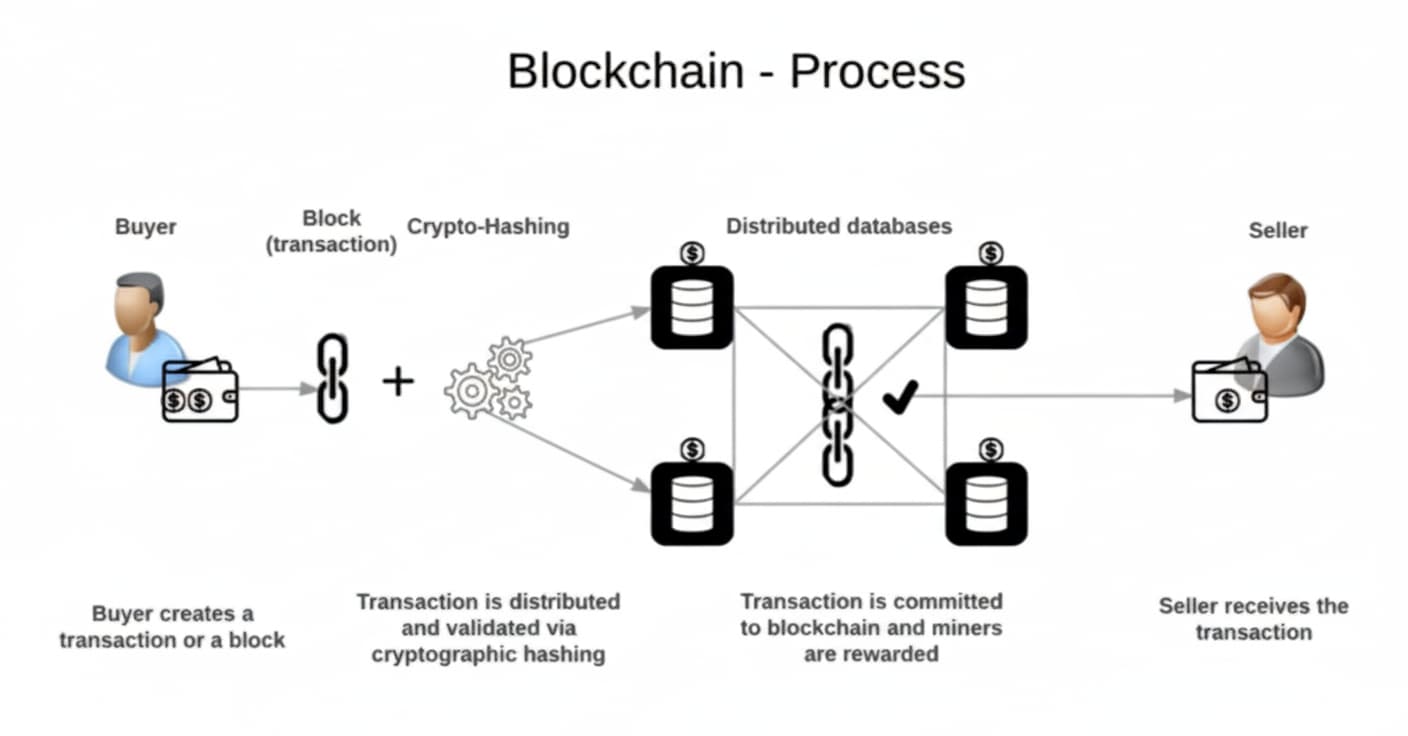 Blockchain - Process
Buyer
Block
(transaction)
Crypto-Hashing
Distributed databases
Seller
$
$
$
$
$ $
$
Buyer creates a
transaction or a block
Transaction is distributed
and validated via
cryptographic hashing
Transaction is committed
to blockchain and miners
are rewarded
Seller receives the
transaction